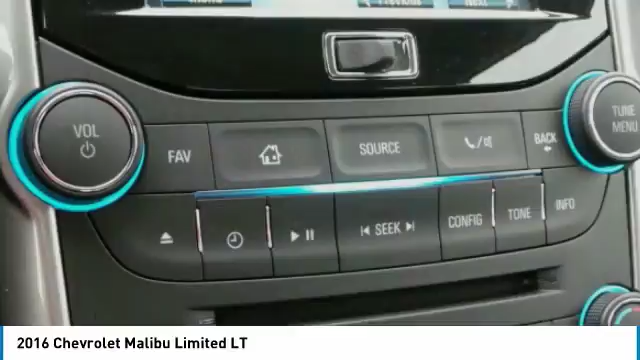 VOL
FAV
SOURCE
BACK
TUNE
MENU
SEEK
CONFIG
TONE
INFO
2016 Chevrolet Malibu Limited LT